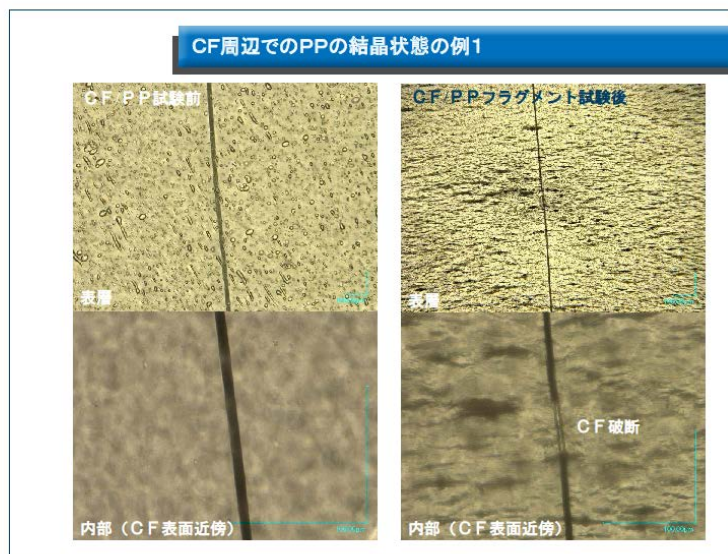 CF周辺でのPPの結晶状態の例1
CF/PP試験前
CF/PPフラグメント試験後
表層
表層
CF破断
内部(CF表面近傍)
内部(CF表面近傍)